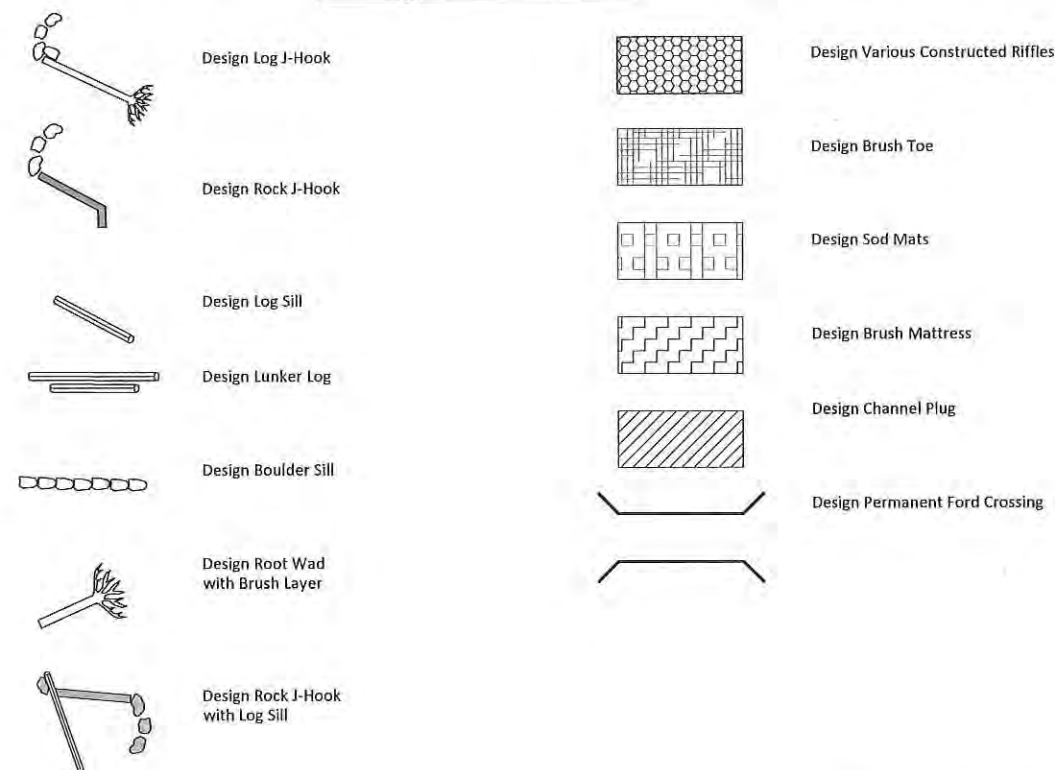 Design Log J-Hook
Design Rock J-Hook
Design Log Sill
Design Lunker Log
Design Boulder Sill
Design Root Wad
with Brush Layer
Design Rock J-Hook
with Log Sill
Design Various Constructed Riffles
Design Brush Toe
Design Sod Mats
Design Brush Mattress
Design Channel Plug
Design Permanent Ford Crossing